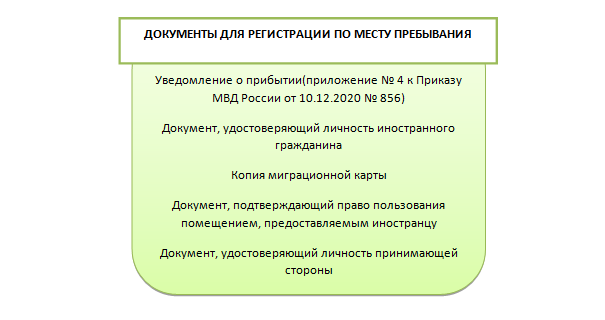 ДОКУМЕНТЫ ДЛЯ РЕГИСТРАЦИИ ПО МЕСТУ ПРЕБЫВАНИЯ
Уведомление о прибытии(приложение № 4 к Приказу
МВД России от 10.12.2020 № 856)
Документ, удостоверяющий личность иностранного
гражданина
Копия миграционной карты
Документ, подтверждающий право пользования
помещением, предоставляемым иностранцу
Документ, удостоверяющий личность принимающей
стороны